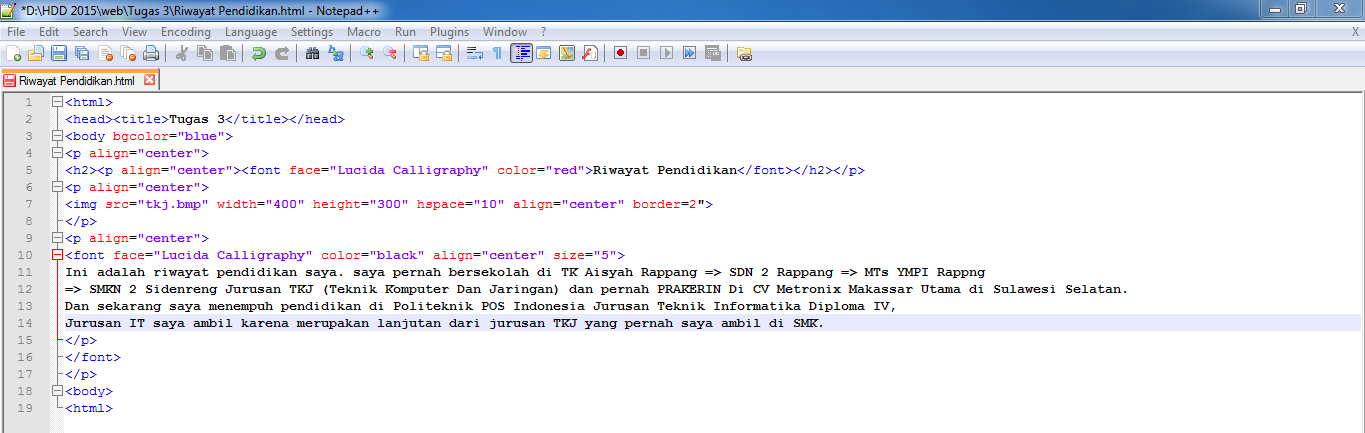 *D:\HDD 2015\web\Tugas 3\Riwayat Pendidikan.html - Notepad++
File Edit Search View Encoding Language Settings Macro Run Plugins Window ? X
Riwayat Pendidikan.html
1 <html>
2 <head><title>Tugas 3</title></head>
3 <body bgcolor="blue">
4 <p align="center">
5 <h2><p align="center"><font face="Lucida Calligraphy" color="red">Riwayat Pendidikan</font></h2></p>
6 <p align="center">
7 <img src="tkj.bmp" width="400" height="300" hspace="10" align="center" border=2">
8 </p>
9 <p align="center">
10 <font face="Lucida Calligraphy" color="black" align="center" size="5">
11 Ini adalah riwayat pendidikan saya. saya pernah bersekolah di TK Aisyah Rappang => SDN 2 Rappang => MTs YMPI Rappng
12 => SMKN 2 Sidenreng Jurusan TKJ (Teknik Komputer Dan Jaringan) dan pernah PRAKERIN Di CV Metronix Makassar Utama di Sulawesi Selatan.
13 Dan sekarang saya menempuh pendidikan di Politeknik POS Indonesia Jurusan Teknik Informatika Diploma IV,
14 Jurusan IT saya ambil karena merupakan lanjutan dari jurusan TKJ yang pernah saya ambil di SMK.
15 </p>
16 </font>
17 </p>
18 <body>
19 <html>